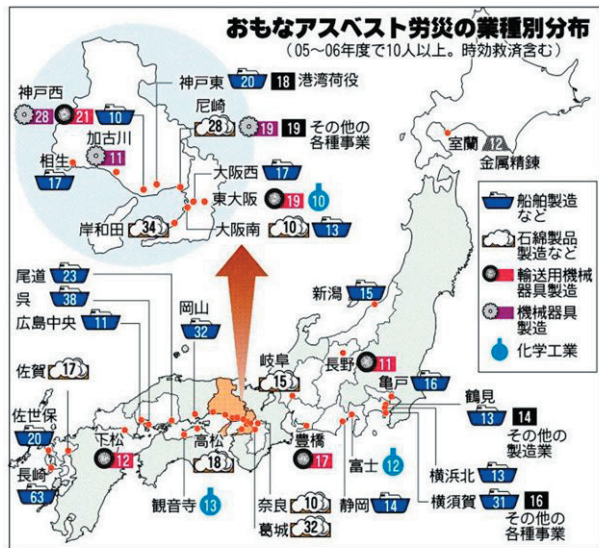 おもなアスベスト労災の業種別分布
(05〜06年度で10人以上。時効救済含む)
神戸東 20 18 港湾荷役
神戸西
28 21 10
尼崎
28 19 19 その他の
各種事業
加古川
11
相生
17
大阪西 17
東大阪 19 10
岸和田 34
大阪南 10 13
室蘭 12
金属精錬
船舶製造
など
石綿製品
製造など
輸送用機械
器具製造
機械器具
製造
化学工業
尾道 23
呉 38
広島中央 11
岡山
32
新潟 15
佐賀 17
岐阜
15
長野 11
亀戸 16
鶴見
13 14
その他の
製造業
佐世保
20
長崎
63
下松
12
高松
18
豊橋
17
富士
12
横浜北
13
観音寺 13
奈良 10
葛城 32
静岡 14
横須賀 31 16
その他の
各種事業